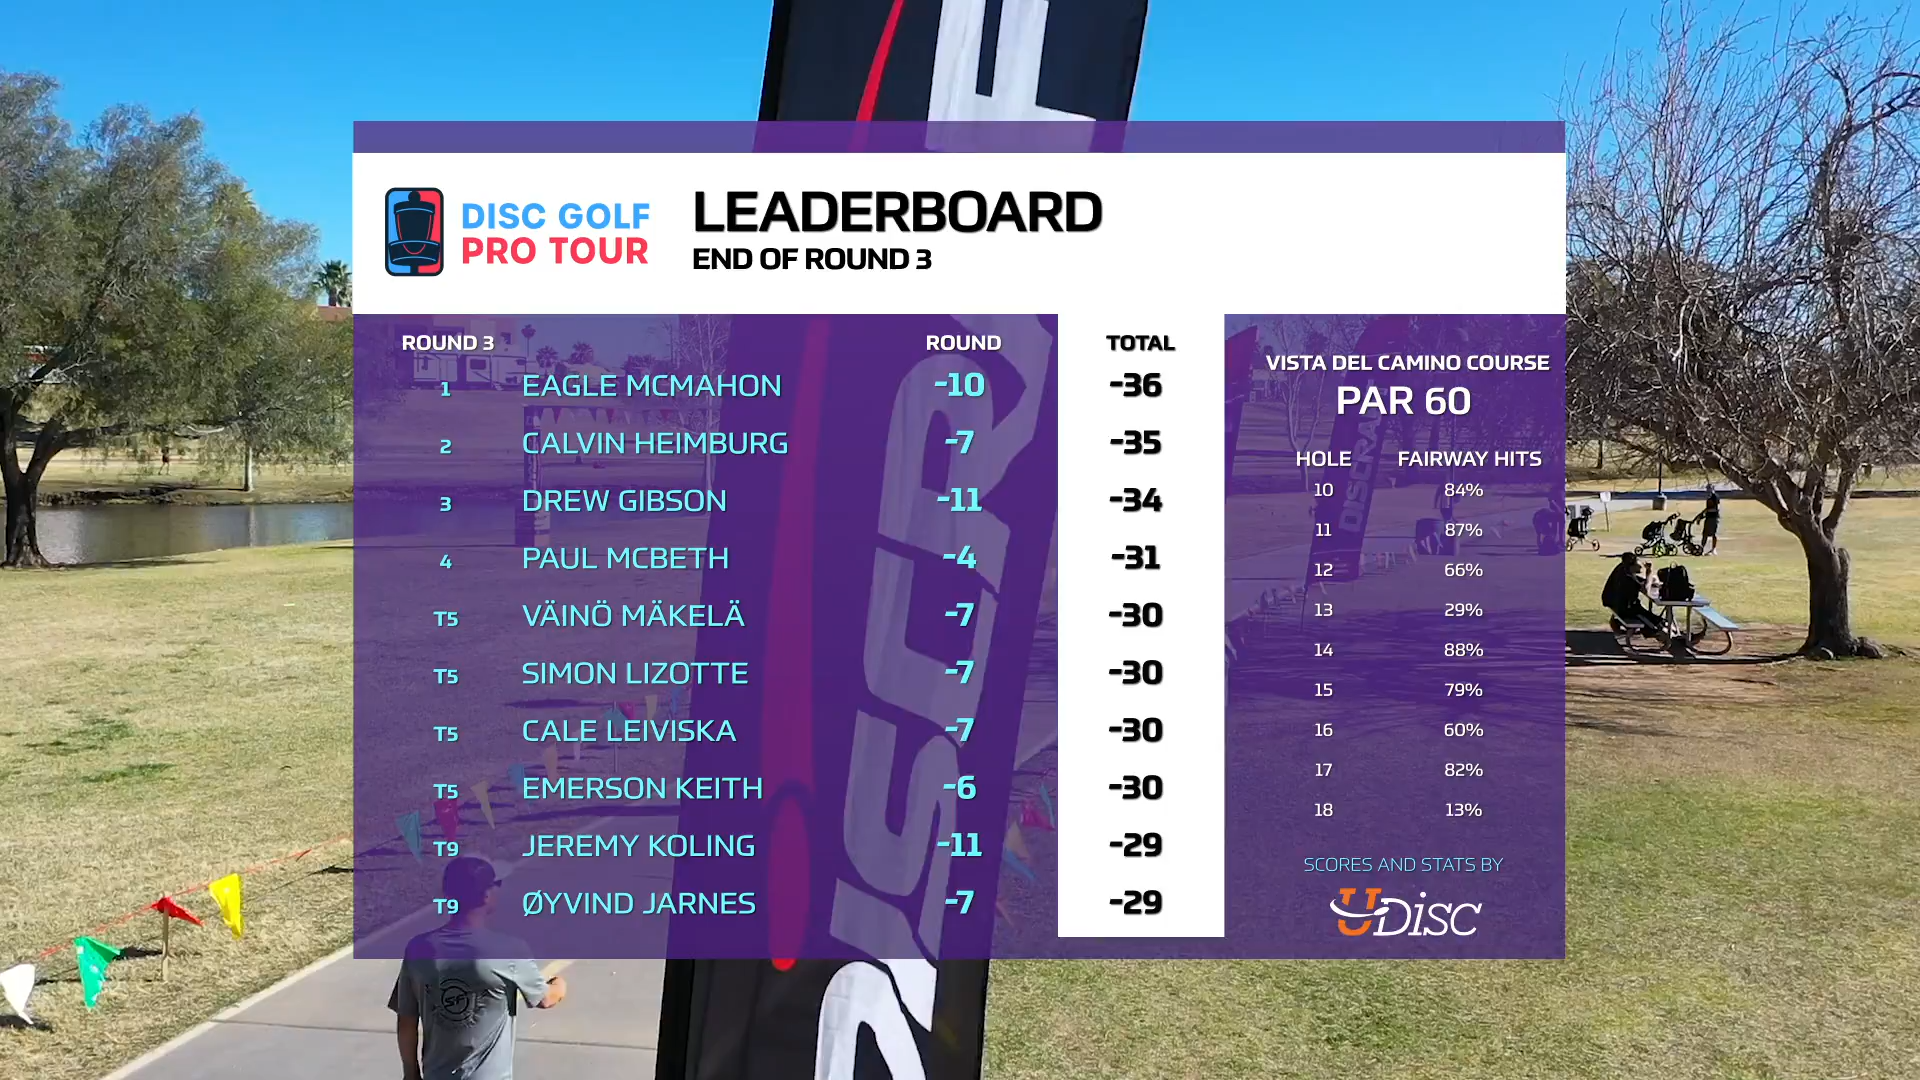 DISC GOLF
PRO TOUR
LEADERBOARD
END OF ROUND 3
ROUND 3 ROUND TOTAL
1 EAGLE MCMAHON -10 -36
2 CALVIN HEIMBURG -7 -35
3 DREW GIBSON -11 -34
4 PAUL MCBETH -4 -31
T5 VÄINÖ MÄKELÄ -7 -30
T5 SIMON LIZOTTE -7 -30
T5 CALE LEIVISKA -7 -30
T5 EMERSON KEITH -6 -30
T9 JEREMY KOLING -11 -29
T9 ØYVIND JARNES -7 -29
VISTA DEL CAMINO COURSE
PAR 60
HOLE FAIRWAY HITS
10 84%
11 87%
12 66%
13 29%
14 88%
15 79%
16 60%
17 82%
18 13%
SCORES AND STATS BY
UDisc
DISCRAF
DISCRAF
SF